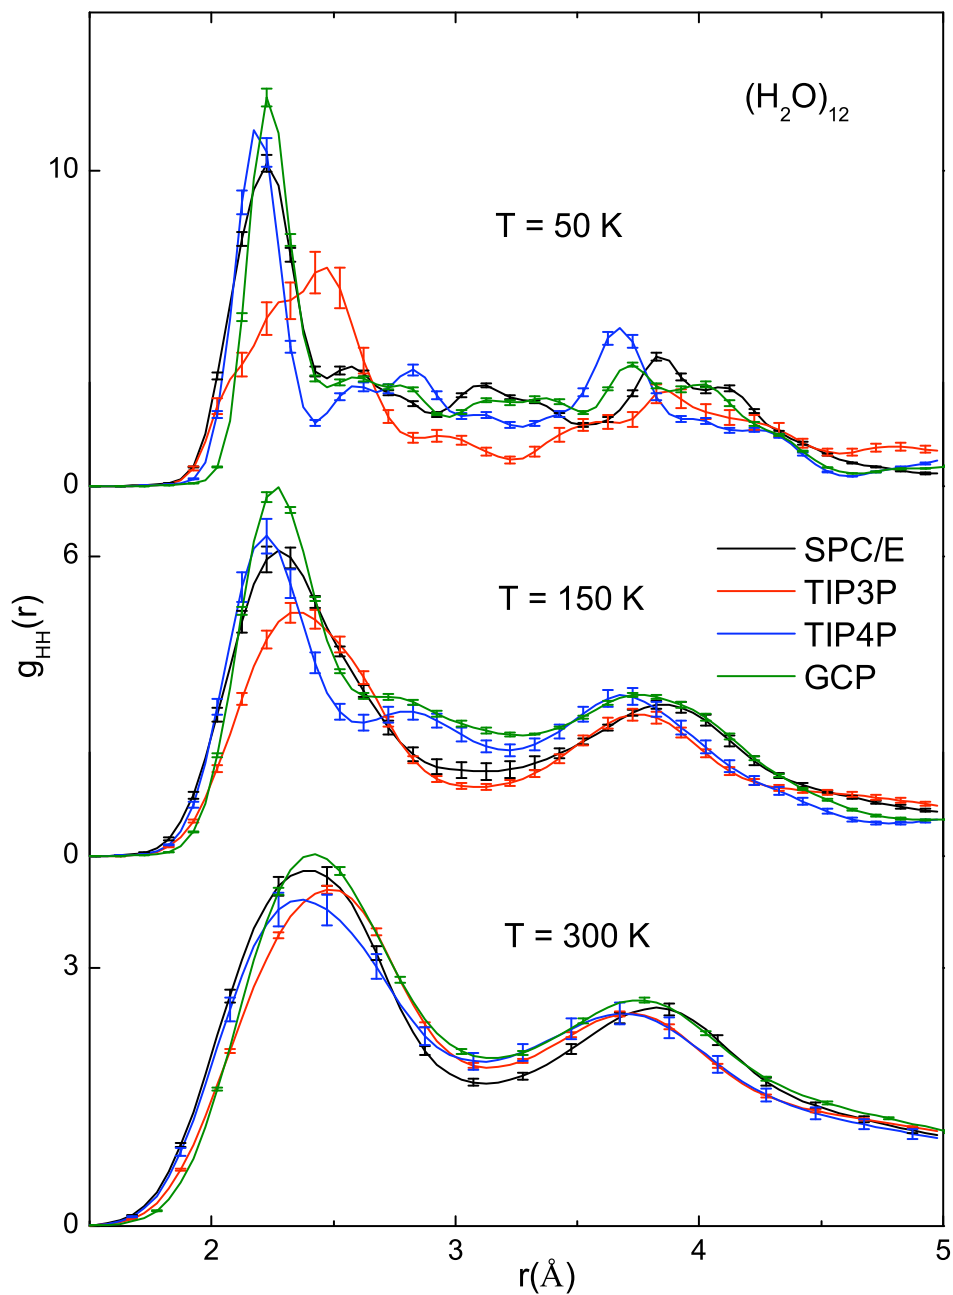 (H₂O)₁₂
10
T = 50 K
0
6
SPC/E
T = 150 K
TIP3P
TIP4P
g_HH(r)
GCP
0
T = 300 K
3
0
2 3 4 5
r(Å)